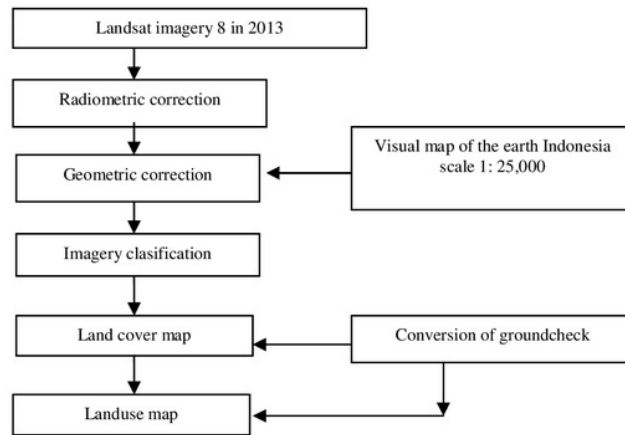 Landsat imagery 8 in 2013
Radiometric correction
Visual map of the earth Indonesia
scale 1: 25,000
Geometric correction
Imagery clasification
Land cover map
Conversion of groundcheck
Landuse map